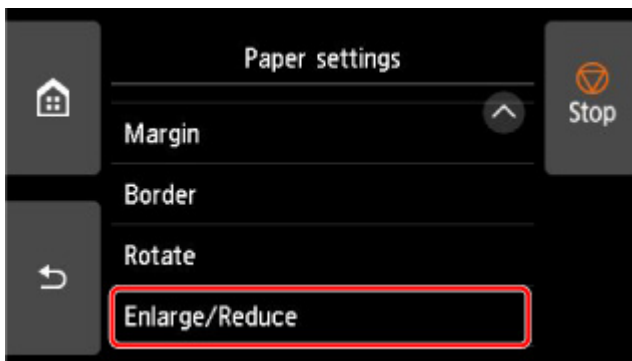 Paper settings
Stop
Margin
Border
Rotate
Enlarge/Reduce